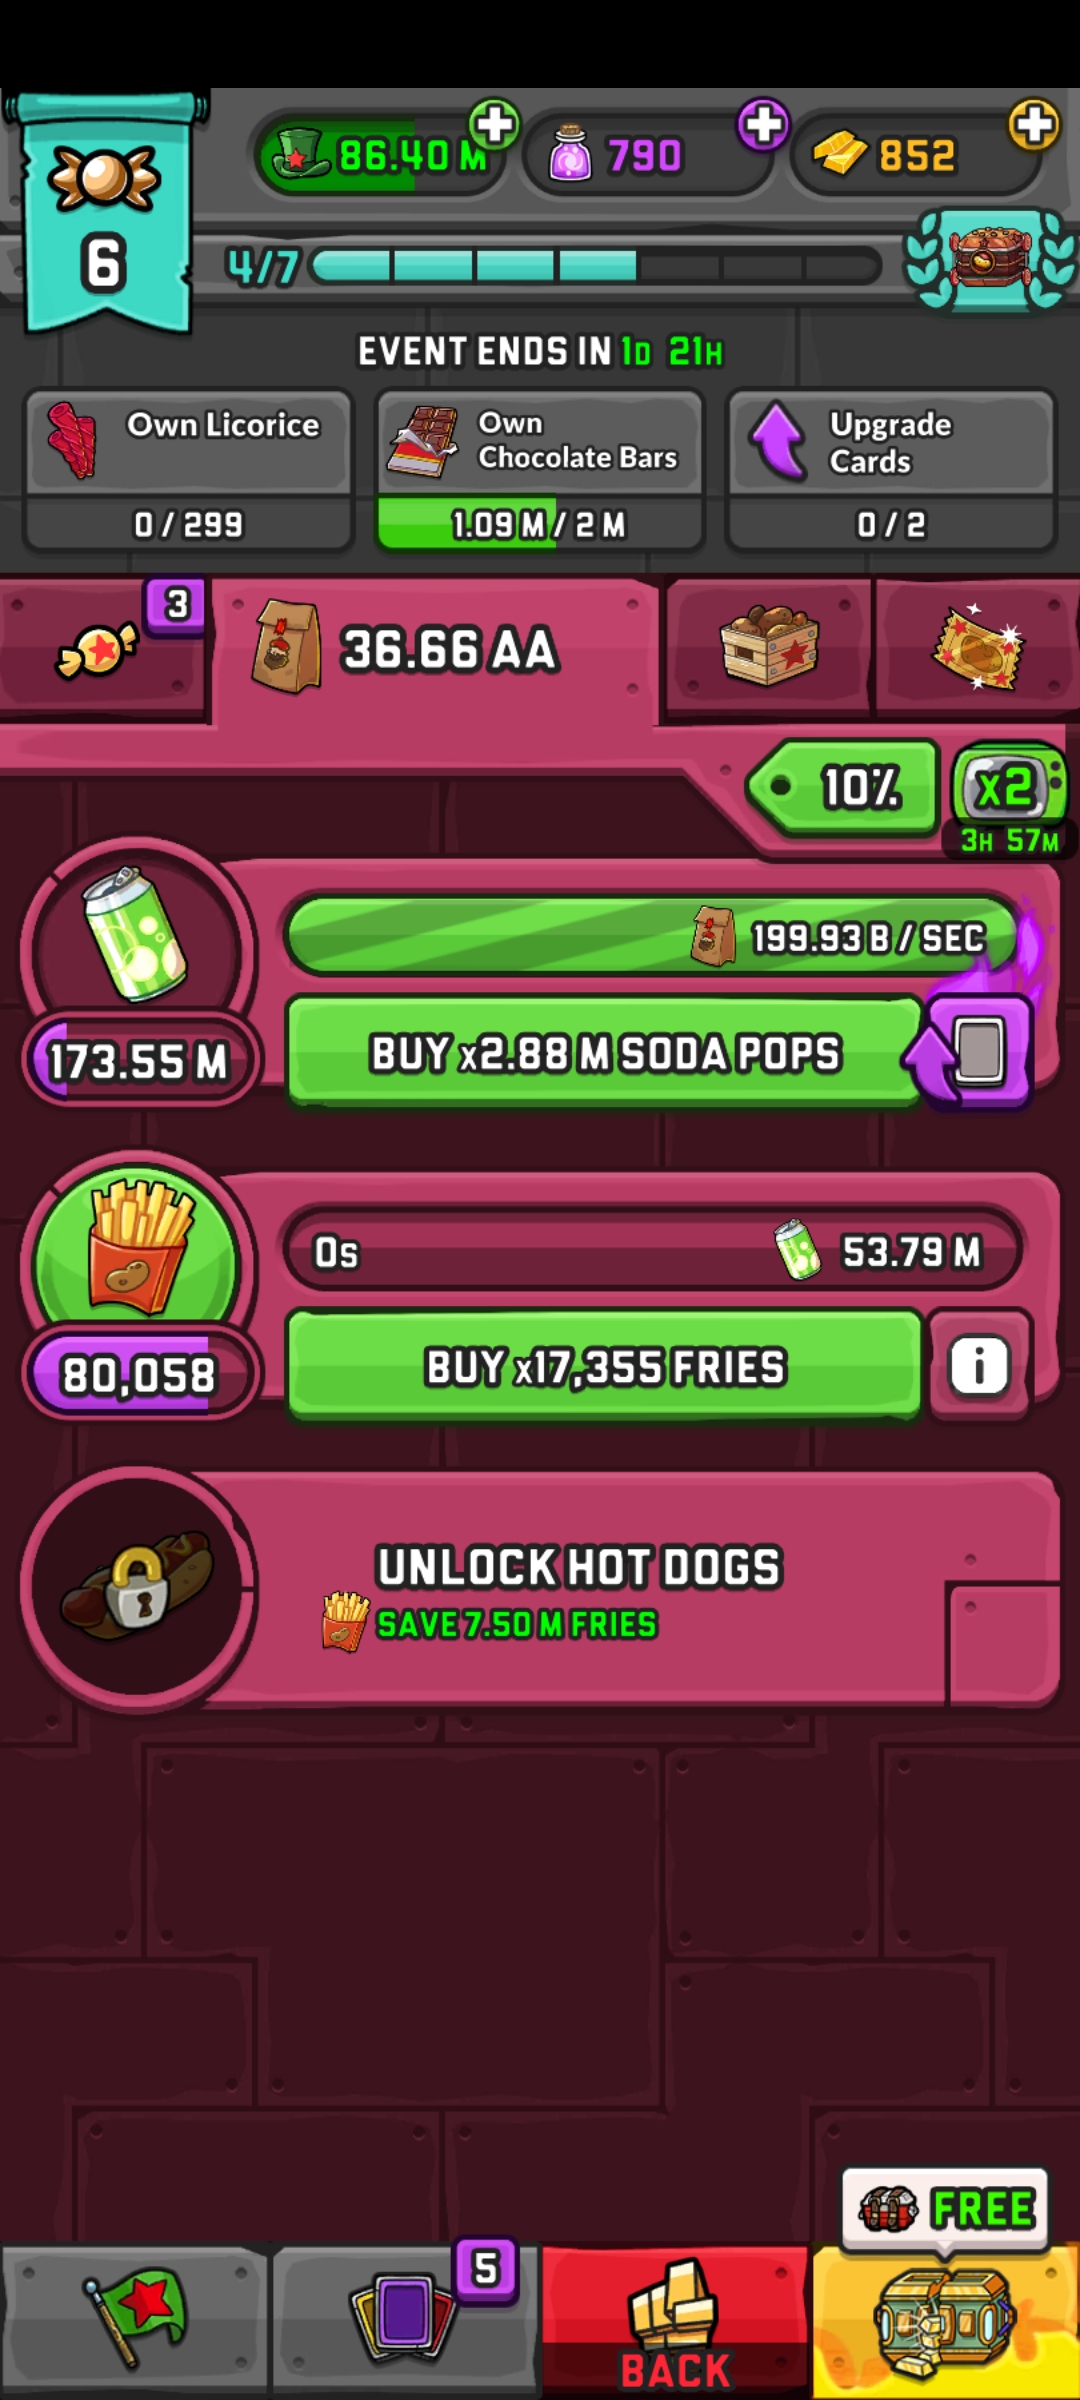 86.40 M
790
852
6
4/7
EVENT ENDS IN 1D 21H
Own Licorice
0 / 299
Own
Chocolate Bars
1.09 M / 2 M
Upgrade
Cards
0 / 2
3
36.66 AA
10%
x2
3H 57M
199.93 B / SEC
173.55 M
BUY x2.88 M SODA POPS
0s
53.79 M
80,058
BUY x17,355 FRIES
i
UNLOCK HOT DOGS
SAVE 7.50 M FRIES
FREE
5
BACK